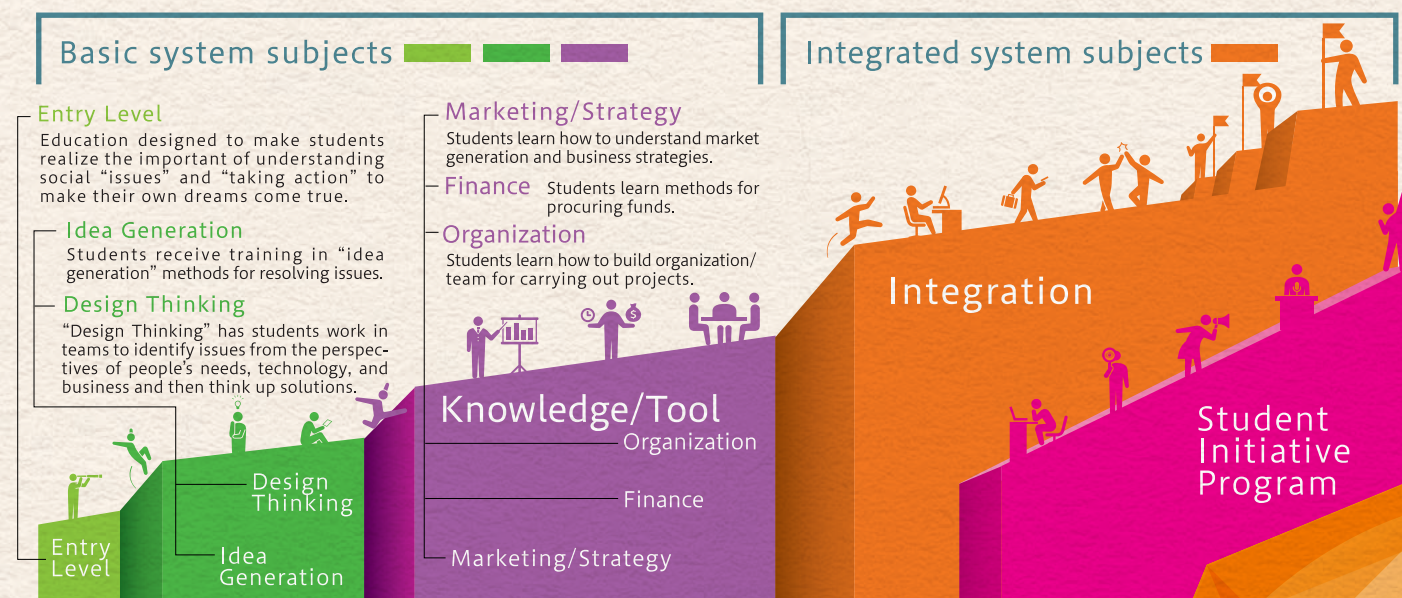 Basic system subjects
Entry Level
Education designed to make students
realize the important of understanding
social “issues” and “taking action” to
make their own dreams come true.
Idea Generation
Students receive training in “idea
generation” methods for resolving issues.
Design Thinking
“Design Thinking” has students work in
teams to identify issues from the perspec-
tives of people’s needs, technology, and
business and then think up solutions.
Marketing/Strategy
Students learn how to understand market
generation and business strategies.
Finance Students learn methods for
procuring funds.
Organization
Students learn how to build organization/
team for carrying out projects.
Entry
Level
Design
Thinking
Idea
Generation
$
Knowledge/Tool
Organization
Finance
Marketing/Strategy
Integrated system subjects
Integration
Student
Initiative
Program